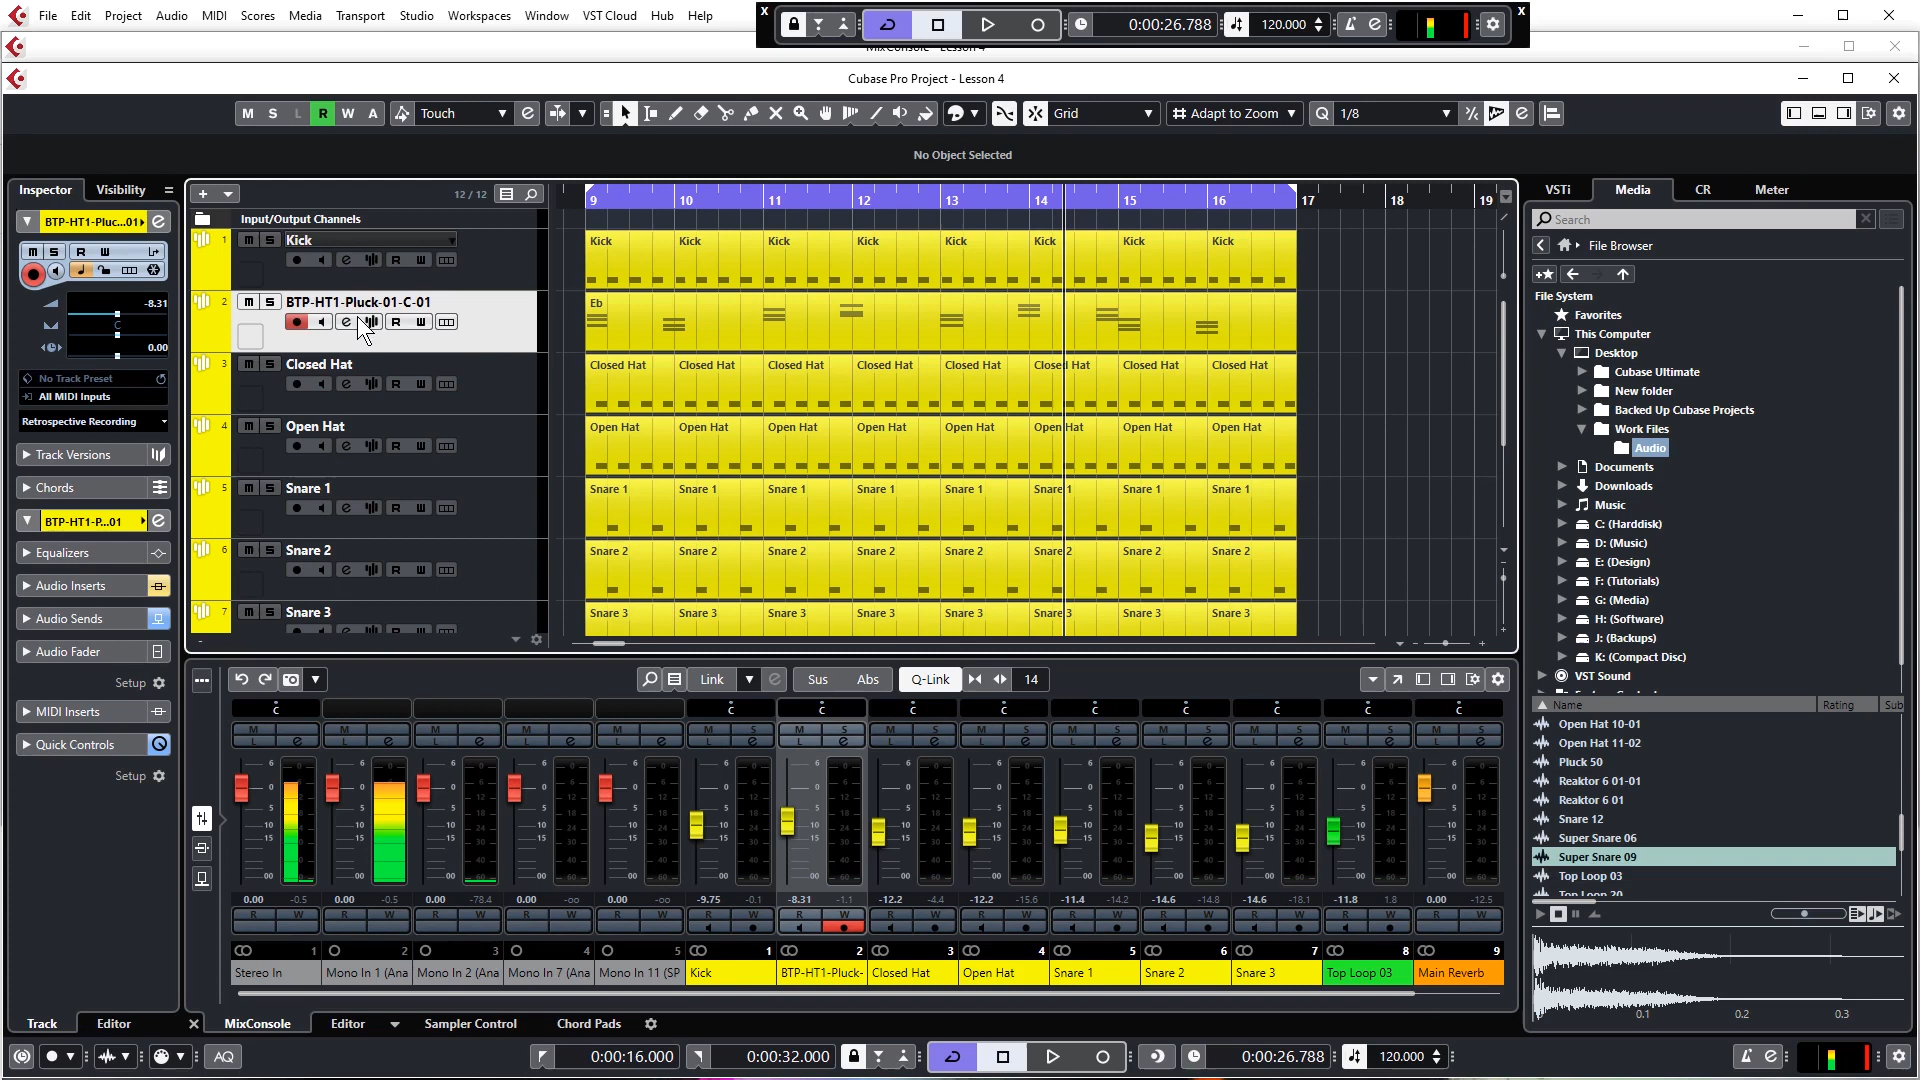 File Edit Project Audio MIDI Scores Media Transport Studio Workspaces Window VST Cloud Hub Help
X 0:00:26.788 120.000 X
Cubase Pro Project - Lesson 4
M S L R W A Touch Grid Adapt to Zoom Q 1/8
No Object Selected
Inspector Visibility
12 / 12
9 10 11 12 13 14 15 16 17 18 19
VSTi Media CR Meter
BTP-HT1-Pluc...01
Input/Output Channels
Search
File Browser
Kick
Kick Kick Kick Kick Kick Kick Kick Kick
BTP-HT1-Pluck-01-C-01
Eb
Closed Hat
Closed Hat Closed Hat Closed Hat Closed Hat Closed Hat Closed Hat Closed Hat Closed Hat
Open Hat
Open Hat Open Hat Open Hat Open Hat Open Hat Open Hat Open Hat Open Hat
Snare 1
Snare 1 Snare 1 Snare 1 Snare 1 Snare 1 Snare 1 Snare 1 Snare 1
Snare 2
Snare 2 Snare 2 Snare 2 Snare 2 Snare 2 Snare 2 Snare 2 Snare 2
Snare 3
Snare 3 Snare 3 Snare 3 Snare 3 Snare 3 Snare 3 Snare 3 Snare 3
-8.31
C
0.00
No Track Preset
All MIDI Inputs
Retrospective Recording
Track Versions
Chords
BTP-HT1-P...01
Equalizers
Audio Inserts
Audio Sends
Audio Fader
Setup
MIDI Inserts
Quick Controls
Setup
File System
Favorites
This Computer
Desktop
Cubase Ultimate
New folder
Backed Up Cubase Projects
Work Files
Audio
Documents
Downloads
Music
C: (Harddisk)
D: (Music)
E: (Design)
F: (Tutorials)
G: (Media)
H: (Software)
J: (Backups)
K: (Compact Disc)
VST Sound
Name Rating Sub
Open Hat 10-01
Open Hat 11-02
Pluck 50
Reaktor 6 01-01
Reaktor 6 01
Snare 12
Super Snare 06
Super Snare 09
Top Loop 03
Top Loop 20
0.1 0.2 0.3
Link Sus Abs Q-Link 14
0.00 -0.5 0.00 -0.5 0.00 -78.4 0.00 -oo 0.00 -oo -9.75 -0.1 -8.31 -1.1 -12.2 -4.4 -12.2 -15.6 -11.4 -14.2 -14.6 -14.8 -14.6 -18.1 -11.8 1.8 0.00 -12.5
1 2 3 4 5 1 2 3 4 5 6 7 8 9
Stereo In Mono In 1 (Ana Mono In 2 (Ana Mono In 7 (Ana Mono In 11 (SP Kick BTP-HT1-Pluck- Closed Hat Open Hat Snare 1 Snare 2 Snare 3 Top Loop 03 Main Reverb
Track Editor MixConsole Editor Sampler Control Chord Pads
AQ 0:00:16.000 0:00:32.000 0:00:26.788 120.000